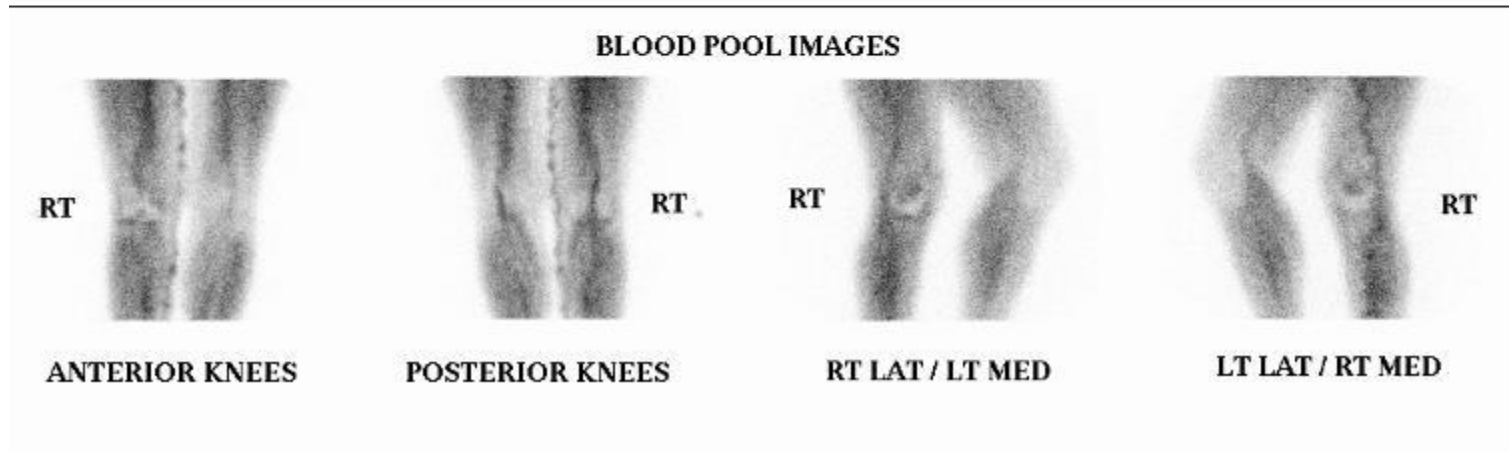 BLOOD POOL IMAGES
RT
RT
RT
RT
ANTERIOR KNEES
POSTERIOR KNEES
RT LAT / LT MED
LT LAT / RT MED